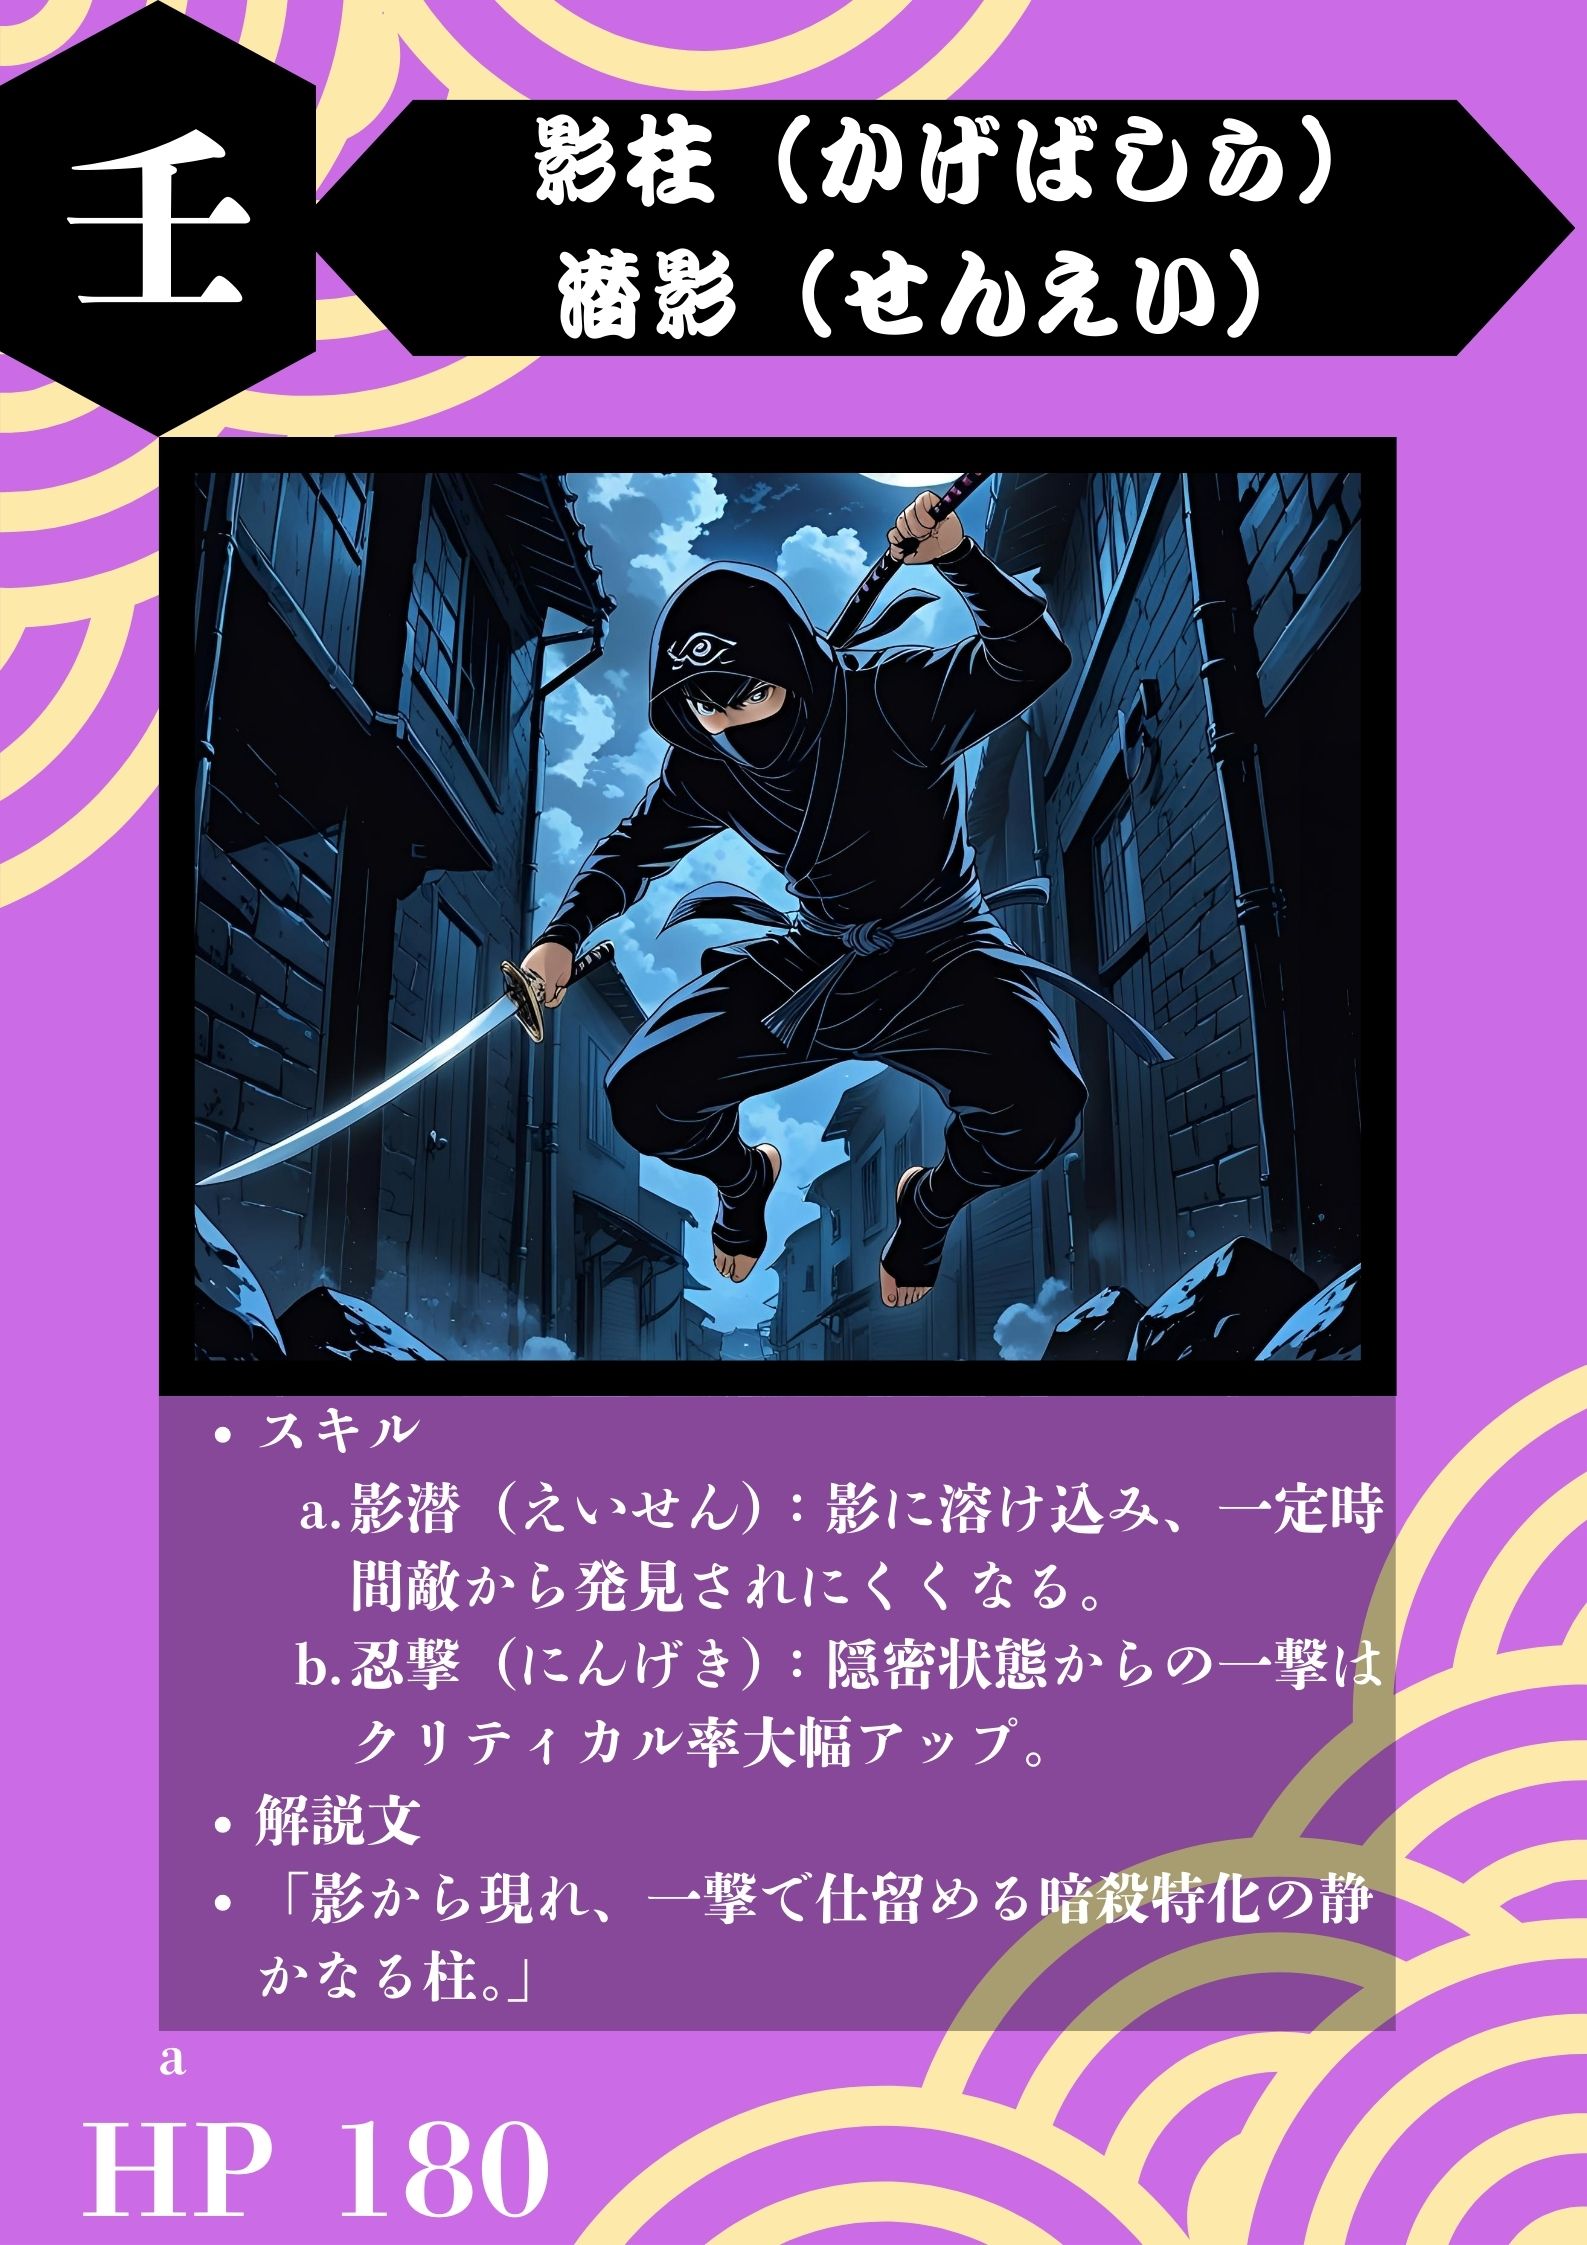 壬
影柱（かげばしら）
潜影（せんえい）
• スキル
a. 影潜（えいせん）：影に溶け込み、一定時
間敵から発見されにくくなる。
b. 忍撃（にんげき）：隠密状態からの一撃は
クリティカル率大幅アップ。
• 解説文
• 「影から現れ、一撃で仕留める暗殺特化の静
かなる柱。」
a
HP 180